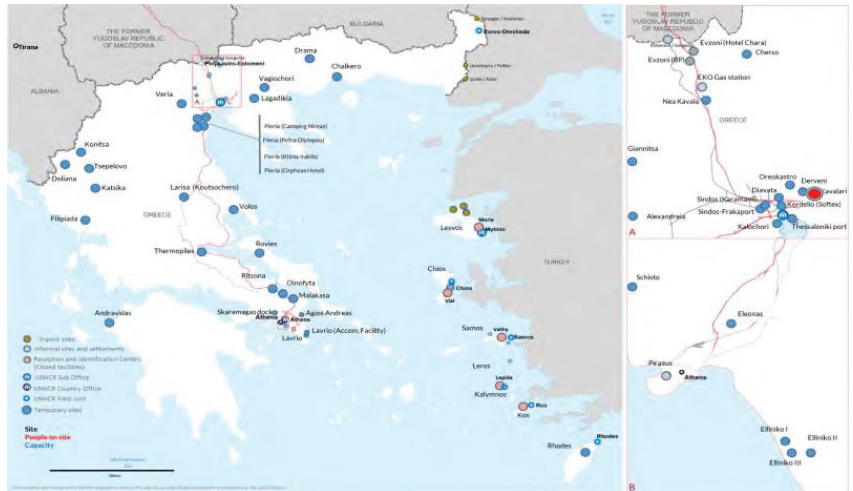 THE FORMER
YUGOSLAV REPUBLIC
OF MACEDONIA
BULGARIA
Tirana
ALBANIA
Evros-Orestiada
Drama
Chalkero
Vagiochori
Lagadikia
A
Veria
Pieria (Camping Nireas)
Pieria (Petra Olympou)
Pieria (Ktima Iraklis)
Pieria (Orpheas Hotel)
Konitsa
Doliana
Tsepelovo
Katsika
Larisa (Koutsochero)
Volos
GREECE
Filipiada
Thermopiles
Rovies
Ritsona
Oinofyta
Malakasa
Skaramagas dock
Agios Andreas
Athens
Athens
Lavrio
Lavrio (Accom. Facility)
Andravidas
Lesvos
Moria
Mytilini
TURKEY
Chios
Chios
Vial
Samos
Vathy
Samos
Leros
Lepida
Kalymnos
Kos
Kos
Rhodes
Rhodes
Transit sites
Informal sites and settlements
Reception and Identification Centers
(Closed facilities)
UNHCR Sub Office
UNHCR Country Office
UNHCR Field Unit
Temporary sites
Site
People on site
Capacity
Mediterranean
Sea
THE FORMER
YUGOSLAV REPUBLIC
OF MACEDONIA
Evzoni (Hotel Chara)
Evzoni (BP)
Cherso
EKO Gas station
Nea Kavala
GREECE
Giannitsa
Oreokastro
Derveni
Diavata
Sindos (Karamanli)
Kordelio (Softex)
Sindos-Frakaport
Alexandreia
Kalochori
Thessaloniki port
A
Schisto
Eleonas
Piraeus
Athens
Elliniko I
Elliniko II
Elliniko III
B